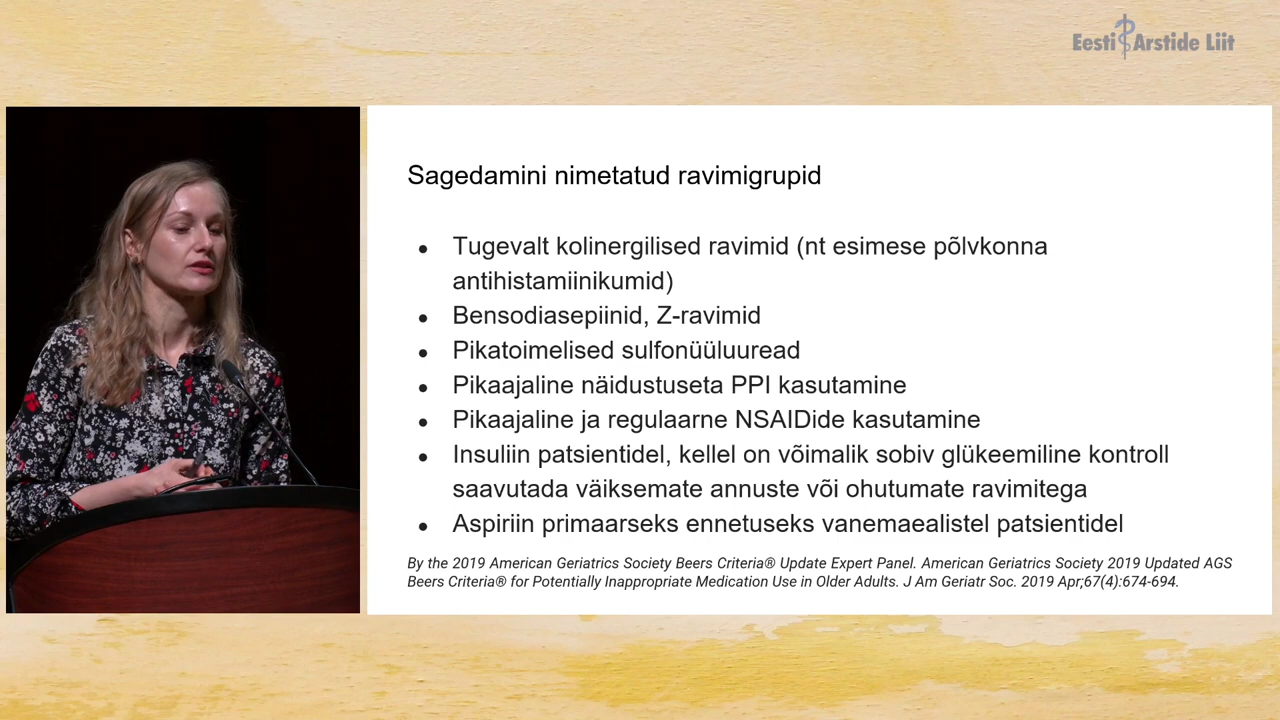 Eesti Arstide Liit
Sagedamini nimetatud ravimigrupid
● Tugevalt kolinergilised ravimid (nt esimese põlvkonna
antihistamiinikumid)
● Bensodiasepiinid, Z-ravimid
● Pikatoimelised sulfonüüluuread
● Pikaajaline näidustuseta PPI kasutamine
● Pikaajaline ja regulaarne NSAIDide kasutamine
● Insuliin patsientidel, kellel on võimalik sobiv glükeemiline kontroll
saavutada väiksemate annuste või ohutumate ravimitega
● Aspiriin primaarseks ennetuseks vanemaealistel patsientidel
By the 2019 American Geriatrics Society Beers Criteria® Update Expert Panel. American Geriatrics Society 2019 Updated AGS
Beers Criteria® for Potentially Inappropriate Medication Use in Older Adults. J Am Geriatr Soc. 2019 Apr;67(4):674-694.